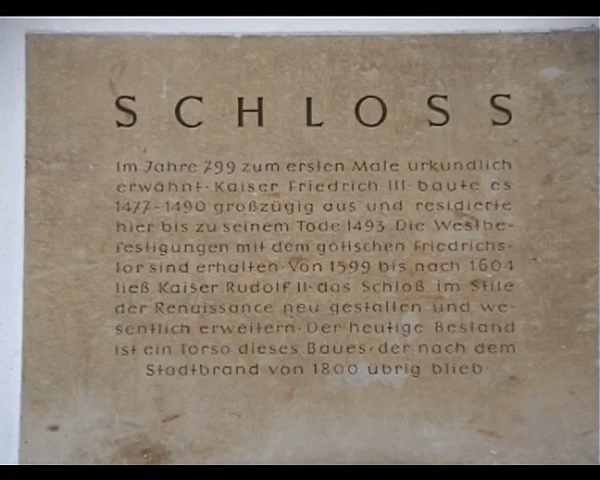 SCHLOSS
Im Jahre 799 zum ersten Male urkundlich
erwähnt · Kaiser Friedrich III · baute es
1477-1490 großzügig aus und residierte
hier bis zu seinem Tode 1493 Die Westbe-
festigungen mit dem gotischen Friedrichs-
tor sind erhalten · Von 1599 bis nach 1604
ließ Kaiser Rudolf II · das Schloß im Stile
der Renaissance neu gestalten und we-
sentlich erweitern · Der heutige Bestand
ist ein Torso dieses Baues · der nach dem
Stadtbrand von 1800 übrig blieb ·